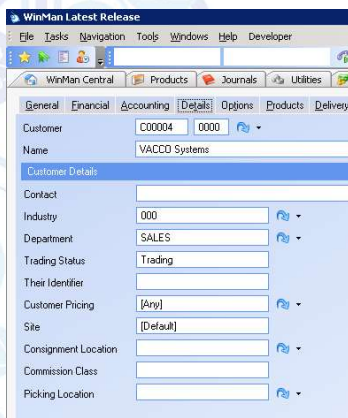 WinMan Latest Release
File Tasks Navigation Tools Windows Help Developer
WinMan Central Products Journals Utilities
General Financial Accounting Details Options Products Delivery
Customer C00004 0000
Name VACCO Systems
Customer Details
Contact
Industry 000
Department SALES
Trading Status Trading
Their Identifier
Customer Pricing [Any]
Site [Default]
Consignment Location
Commission Class
Picking Location